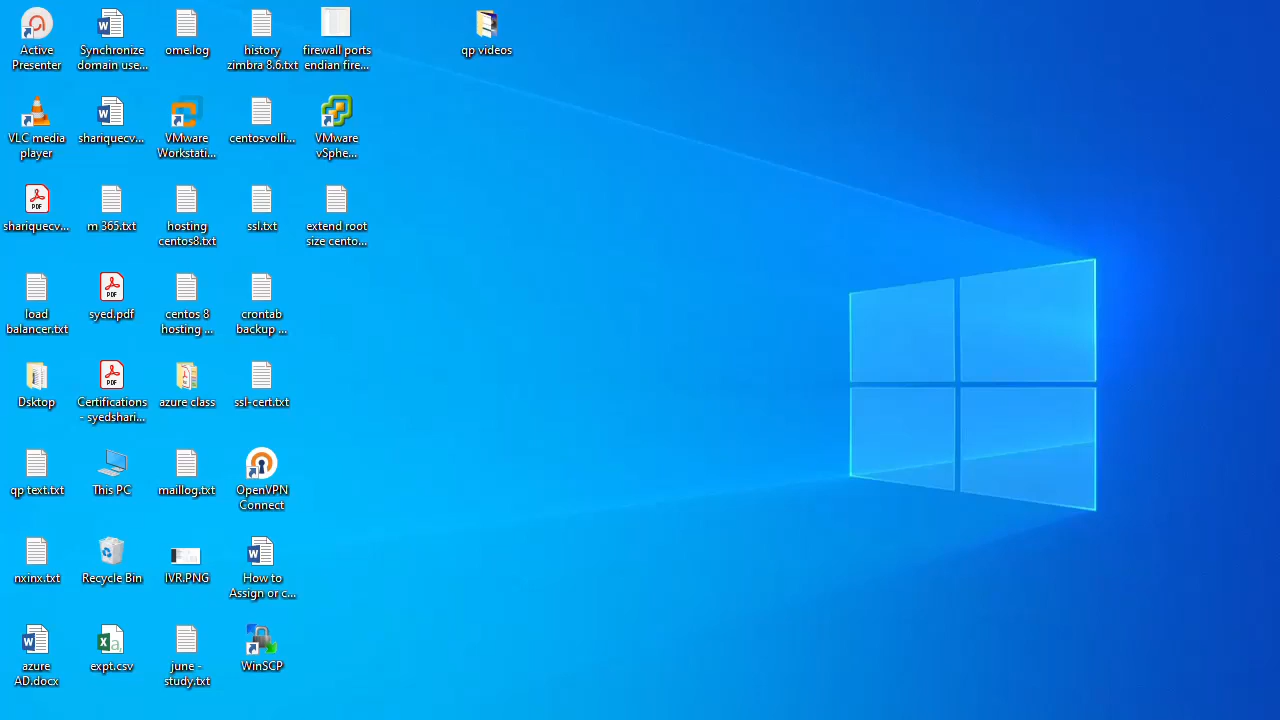 Active
Presenter
Synchronize
domain use...
ome.log
history
zimbra 8.6.txt
firewall ports
endian fire...
qp videos
VLC media
player
shariquecv...
VMware
Workstati...
centosvolli...
VMware
vSphe...
shariquecv...
m 365.txt
hosting
centos8.txt
ssl.txt
extend root
size cento...
load
balancer.txt
syed.pdf
centos 8
hosting ...
crontab
backup ...
Dsktop
Certifications
- syedshari...
azure class
ssl-cert.txt
qp text.txt
This PC
maillog.txt
OpenVPN
Connect
nxinx.txt
Recycle Bin
IVR.PNG
How to
Assign or c...
azure
AD.docx
expt.csv
june -
study.txt
WinSCP